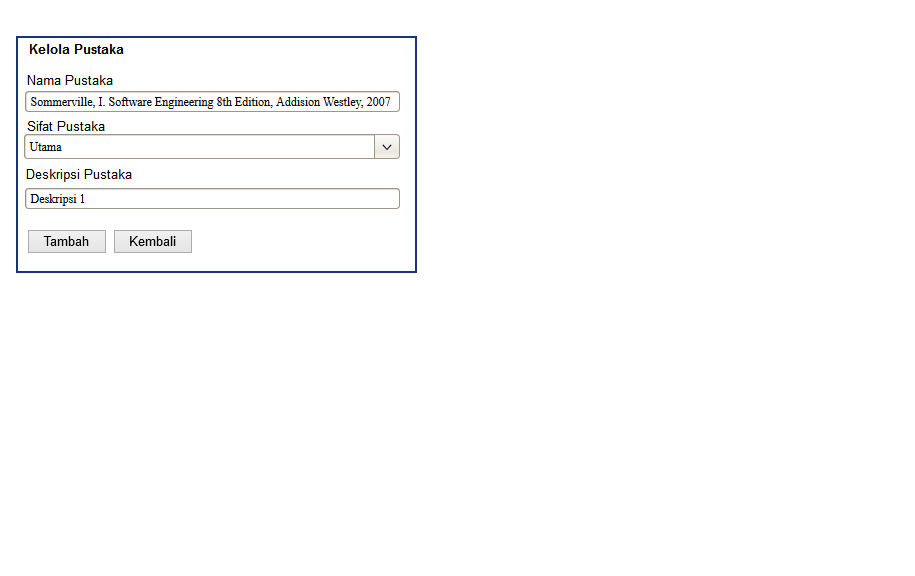 Kelola Pustaka
Nama Pustaka
Sommerville, I. Software Engineering 8th Edition, Addision Westley, 2007
Sifat Pustaka
Utama
Deskripsi Pustaka
Deskripsi 1
Tambah Kembali